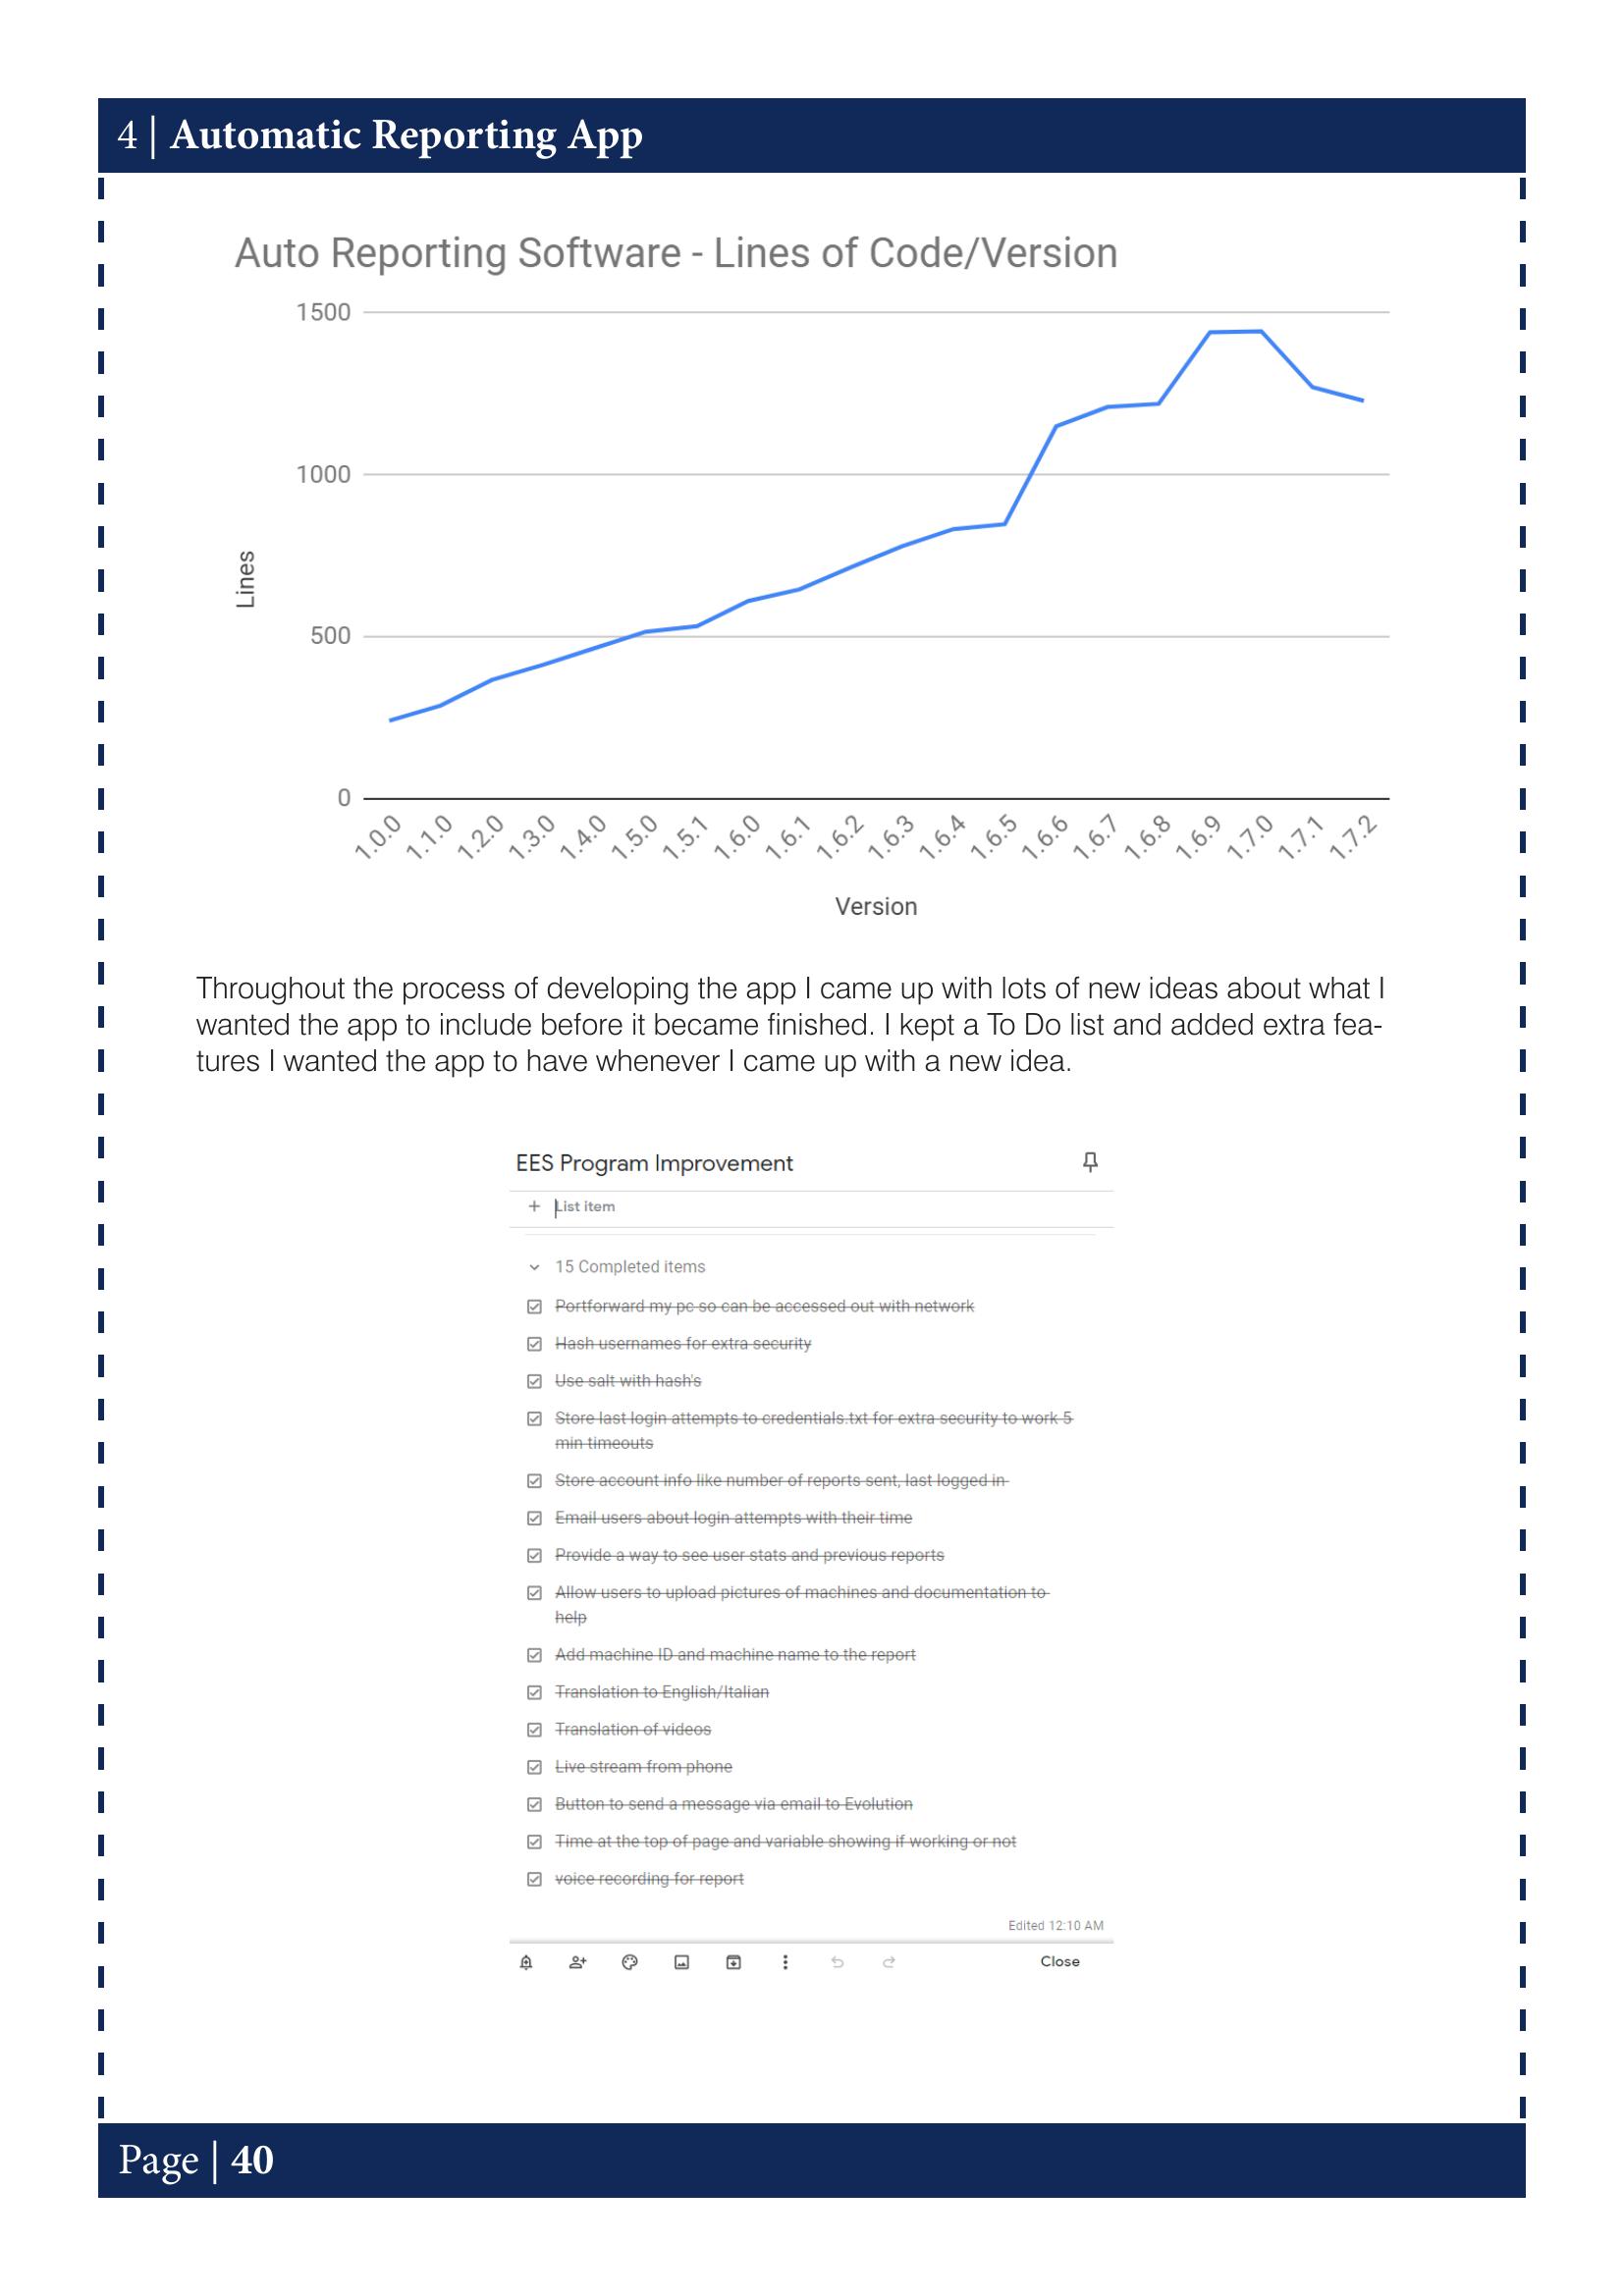 4 | Automatic Reporting App
Auto Reporting Software - Lines of Code/Version
1500
1000
500
0
Lines
1.0.0
1.1.0
1.2.0
1.3.0
1.4.0
1.5.0
1.5.1
1.6.0
1.6.1
1.6.2
1.6.3
1.6.4
1.6.5
1.6.6
1.6.7
1.6.8
1.6.9
1.7.0
1.7.1
1.7.2
Version
Throughout the process of developing the app I came up with lots of new ideas about what I
wanted the app to include before it became finished. I kept a To Do list and added extra fea-
tures I wanted the app to have whenever I came up with a new idea.
EES Program Improvement
+ List item
15 Completed items
Portforward my pc so can be accessed out with network
Hash usernames for extra security
Use salt with hash's
Store last login attempts to credentials.txt for extra security to work 5
min timeouts
Store account info like number of reports sent, last logged in
Email users about login attempts with their time
Provide a way to see user stats and previous reports
Allow users to upload pictures of machines and documentation to
help
Add machine ID and machine name to the report
Translation to English/Italian
Translation of videos
Live stream from phone
Button to send a message via email to Evolution
Time at the top of page and variable showing if working or not
voice recording for report
Edited 12:10 AM
Close
Page | 40